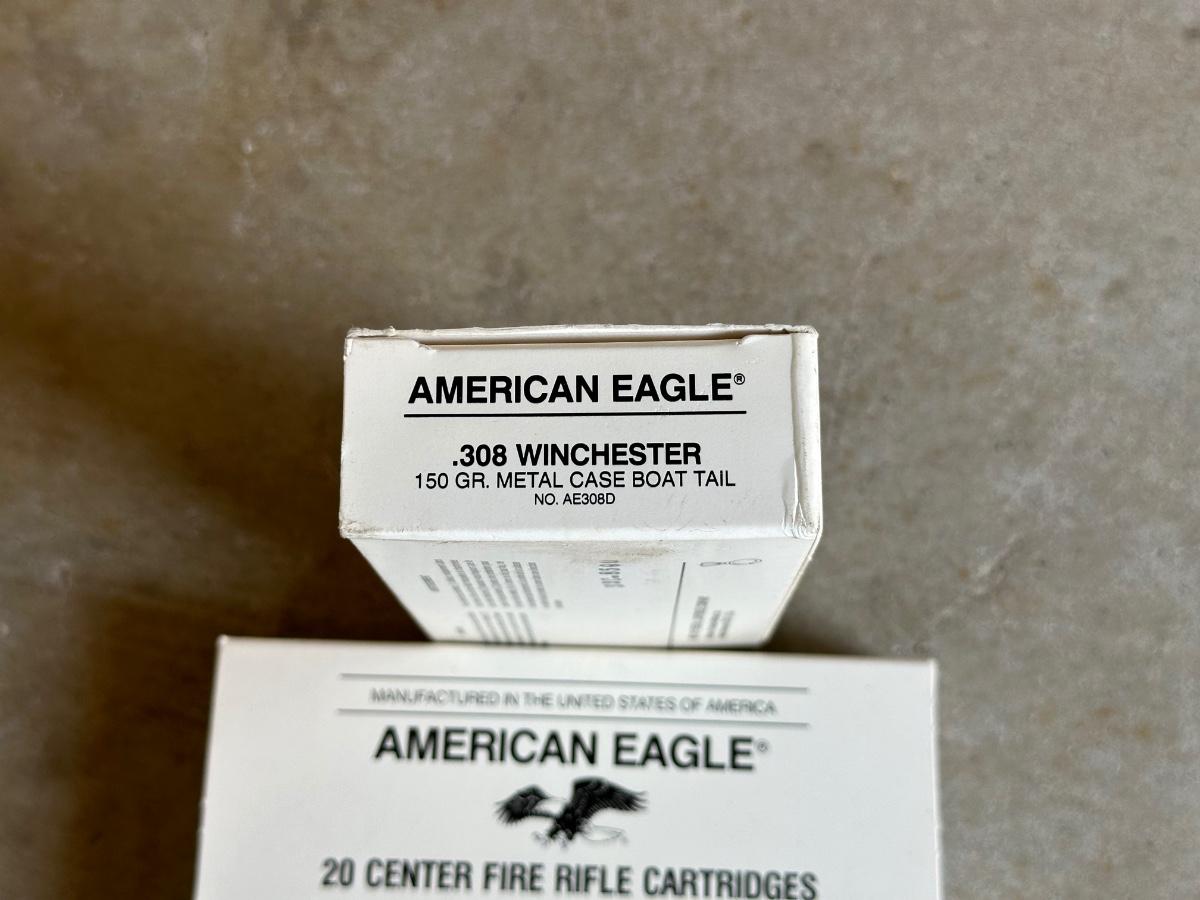 AMERICAN EAGLE®
.308 WINCHESTER
150 GR. METAL CASE BOAT TAIL
NO. AE308D
MANUFACTURED IN THE UNITED STATES OF AMERICA
AMERICAN EAGLE®
20 CENTER FIRE RIFLE CARTRIDGES